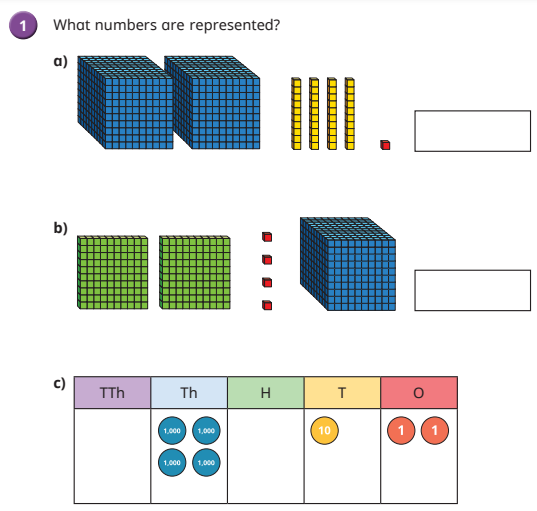 1 What numbers are represented?
a)
b)
c)
TTh Th H T O
1,000 1,000 10 1 1
1,000 1,000